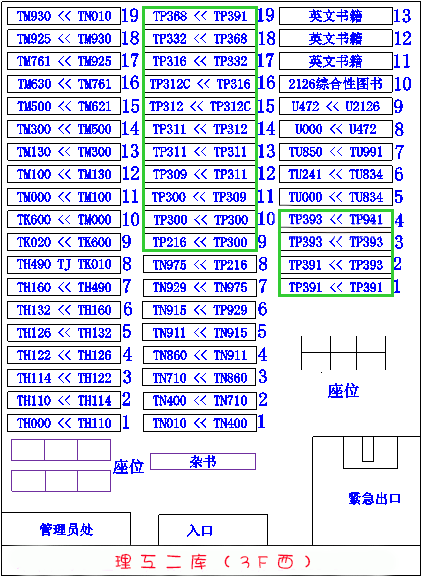 TM930 << TN010 19
TM925 << TM930 18
TM761 << TM925 17
TM630 << TM761 16
TM500 << TM621 15
TM300 << TM500 14
TM130 << TM300 13
TM100 << TM130 12
TM000 << TM100 11
TK600 << TM000 10
TK020 << TK600 9
TH490 TJ TK010 8
TH160 << TH490 7
TH132 << TH160 6
TH126 << TH132 5
TH122 << TH126 4
TH114 << TH122 3
TH110 << TH114 2
TH000 << TH110 1
TP368 << TP391 19
TP332 << TP368 18
TP316 << TP332 17
TP312C << TP316 16
TP312 << TP312C 15
TP311 << TP312 14
TP311 << TP311 13
TP309 << TP311 12
TP300 << TP309 11
TP300 << TP300 10
TP216 << TP300 9
TN975 << TP216 8
TN929 << TN975 7
TN915 << TP929 6
TN911 << TN915 5
TN860 << TN911 4
TN710 << TN860 3
TN400 << TN710 2
TN010 << TN400 1
英文书籍 13
英文书籍 12
英文书籍 11
2126综合性图书 10
U472 << U2126 9
U000 << U472 8
TU850 << TU991 7
TU241 << TU834 6
TU000 << TU834 5
TP393 << TP941 4
TP393 << TP393 3
TP391 << TP393 2
TP391 << TP391 1
座位
座位
杂书
紧急出口
管理员处
入口
理工二库(3F西)